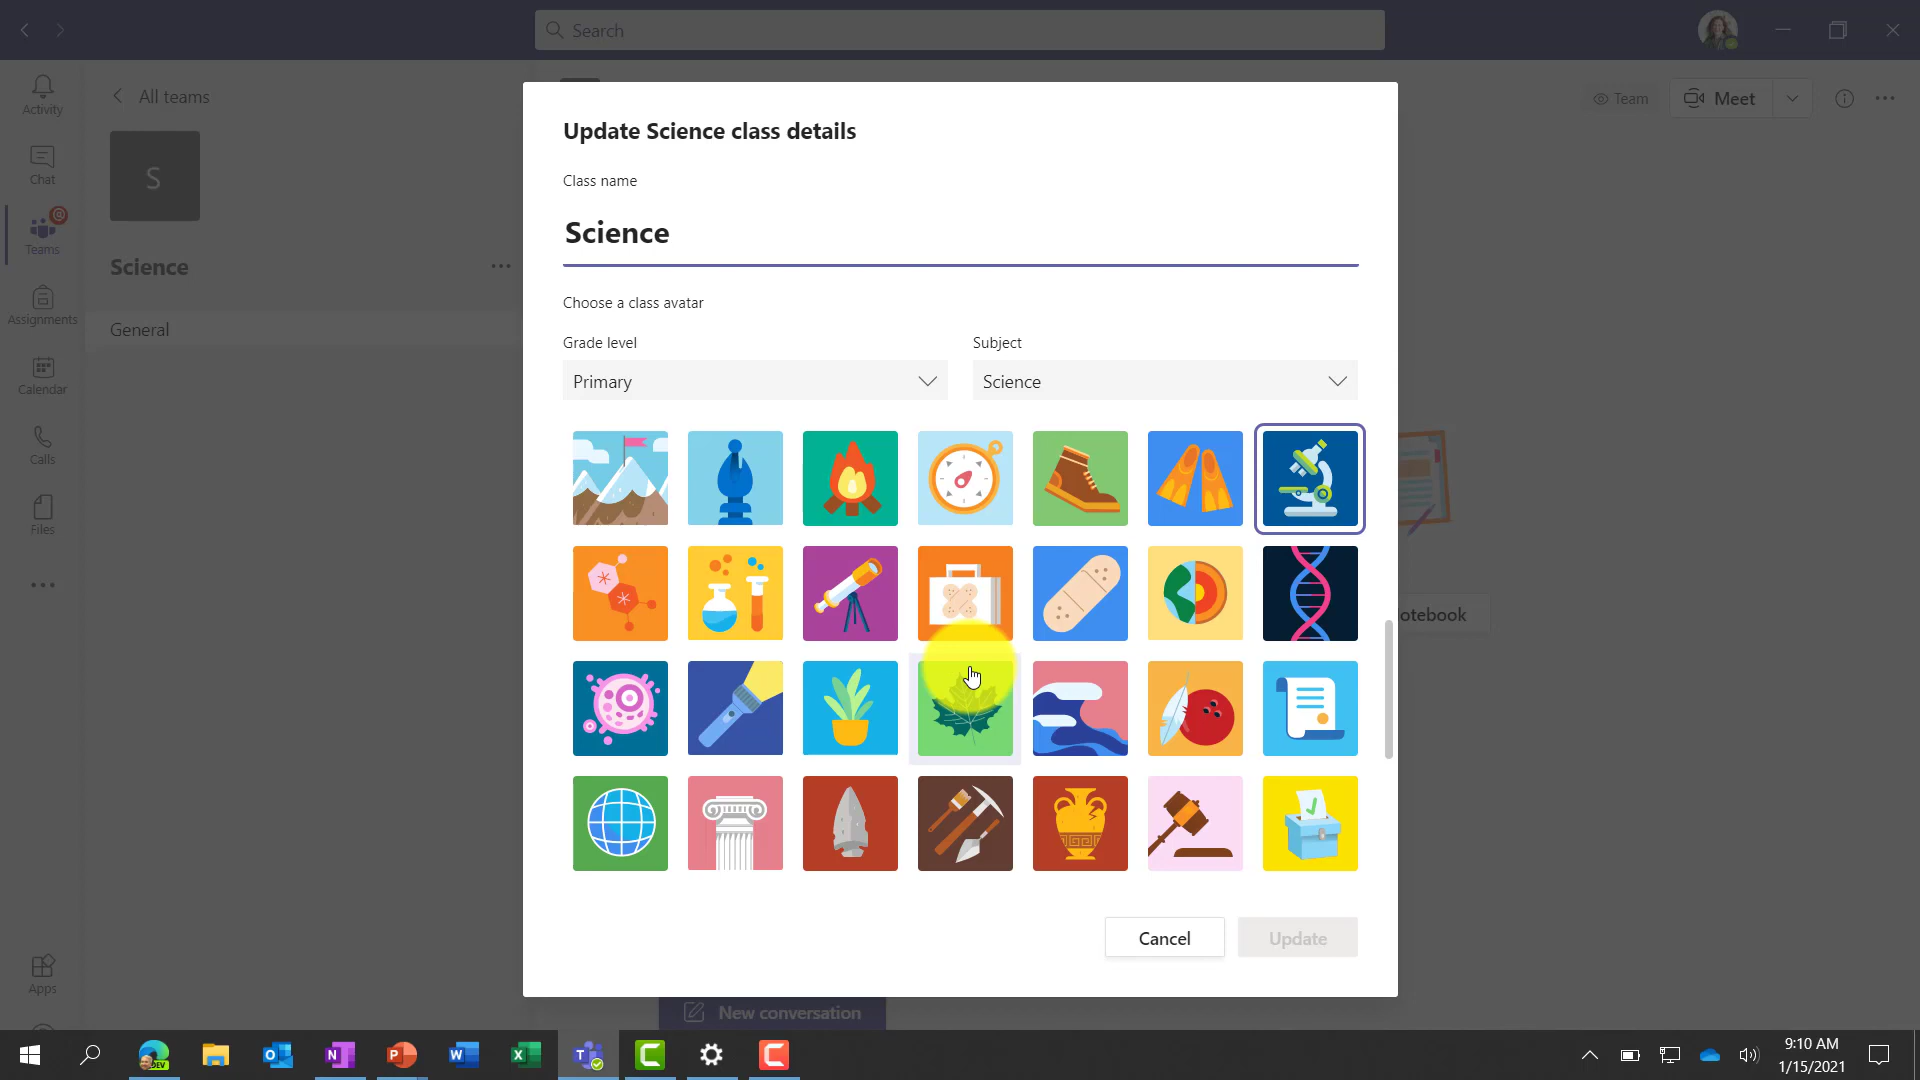 Search
Activity
Chat
Teams
Assignments
Calendar
Calls
Files
Apps
All teams
S
Science
General
Team
Meet
Update Science class details
Class name
Science
Choose a class avatar
Grade level
Subject
Primary
Science
otebook
Cancel
Update
New conversation
DEV
O
N
P
W
X
T
C
C
9:10 AM
1/15/2021